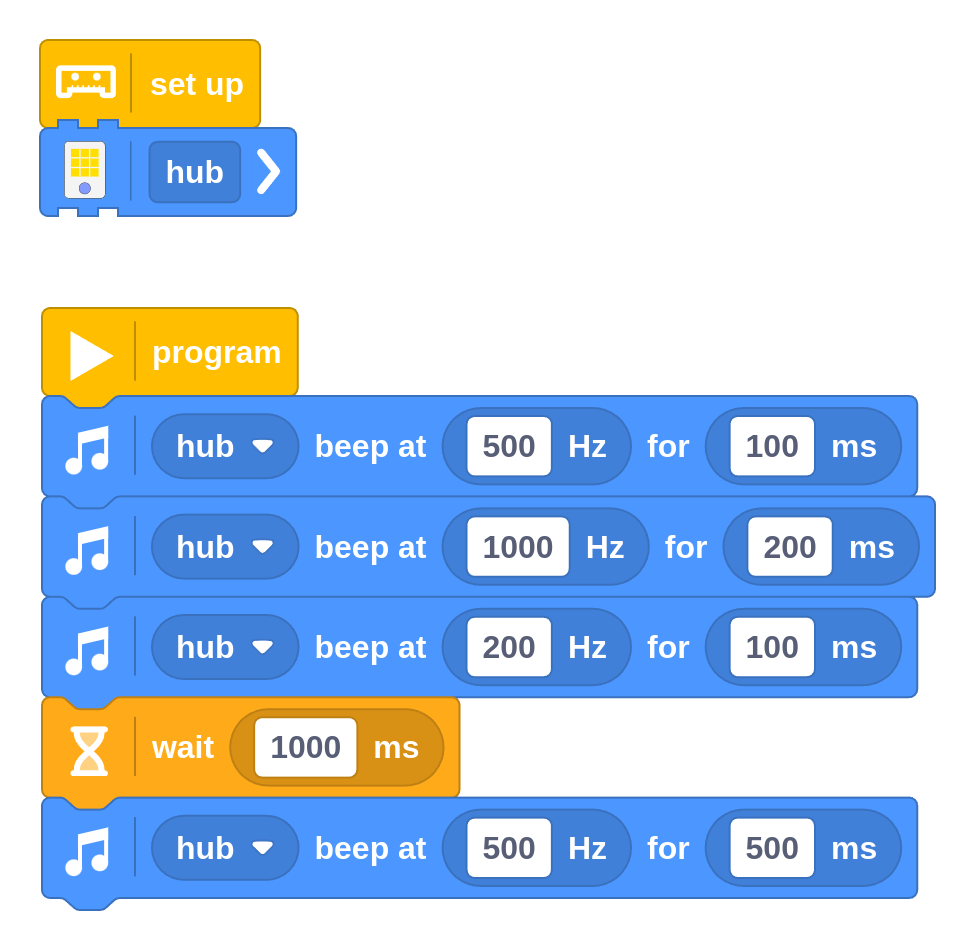 set up
hub
program
hub beep at 500 Hz for 100 ms
hub beep at 1000 Hz for 200 ms
hub beep at 200 Hz for 100 ms
wait 1000 ms
hub beep at 500 Hz for 500 ms